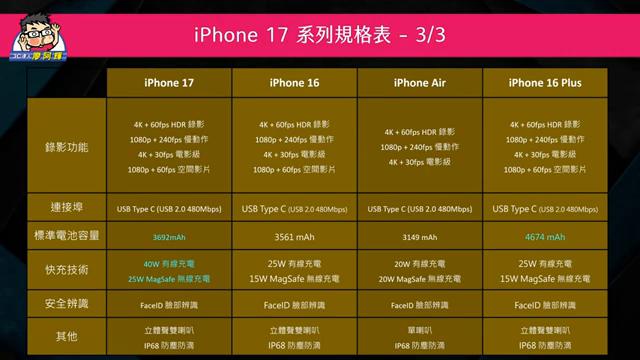 iPhone 17 系列規格表 - 3/3
3C達人廖阿輝
iPhone 17 iPhone 16 iPhone Air iPhone 16 Plus
錄影功能
4K + 60fps HDR 錄影
1080p + 240fps 慢動作
4K + 30fps 電影級
1080p + 60fps 空間影片
4K + 60fps HDR 錄影
1080p + 240fps 慢動作
4K + 30fps 電影級
1080p + 60fps 空間影片
4K + 60fps HDR 錄影
1080p + 240fps 慢動作
4K + 30fps 電影級
4K + 60fps HDR 錄影
1080p + 240fps 慢動作
4K + 30fps 電影級
1080p + 60fps 空間影片
連接埠 USB Type C (USB 2.0 480Mbps) USB Type C (USB 2.0 480Mbps) USB Type C (USB 2.0 480Mbps) USB Type C (USB 2.0 480Mbps)
標準電池容量 3692mAh 3561 mAh 3149 mAh 4674 mAh
快充技術
40W 有線充電
25W MagSafe 無線充電
25W 有線充電
15W MagSafe 無線充電
20W 有線充電
20W MagSafe 無線充電
25W 有線充電
15W MagSafe 無線充電
安全辨識 FaceID 臉部辨識 FaceID 臉部辨識 FaceID 臉部辨識 FaceID 臉部辨識
其他
立體聲雙喇叭
IP68 防塵防滴
立體聲雙喇叭
IP68 防塵防滴
單喇叭
IP68 防塵防滴
立體聲雙喇叭
IP68 防塵防滴